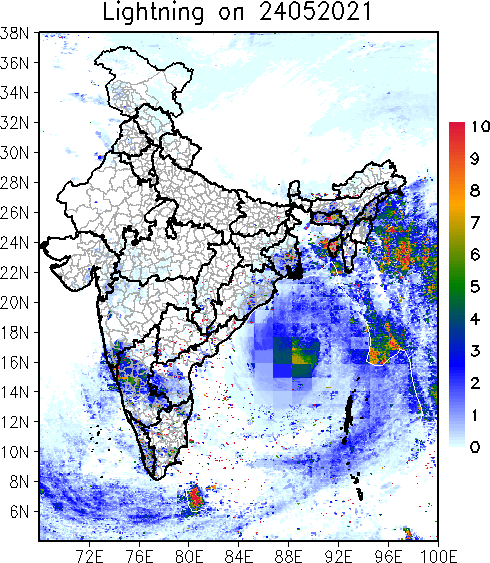 Lightning on 24052021
38N
36N
34N
32N
30N
28N
26N
24N
22N
20N
18N
16N
14N
12N
10N
8N
6N
72E 76E 80E 84E 88E 92E 96E 100E
10
9
8
7
6
5
4
3
2
1
0